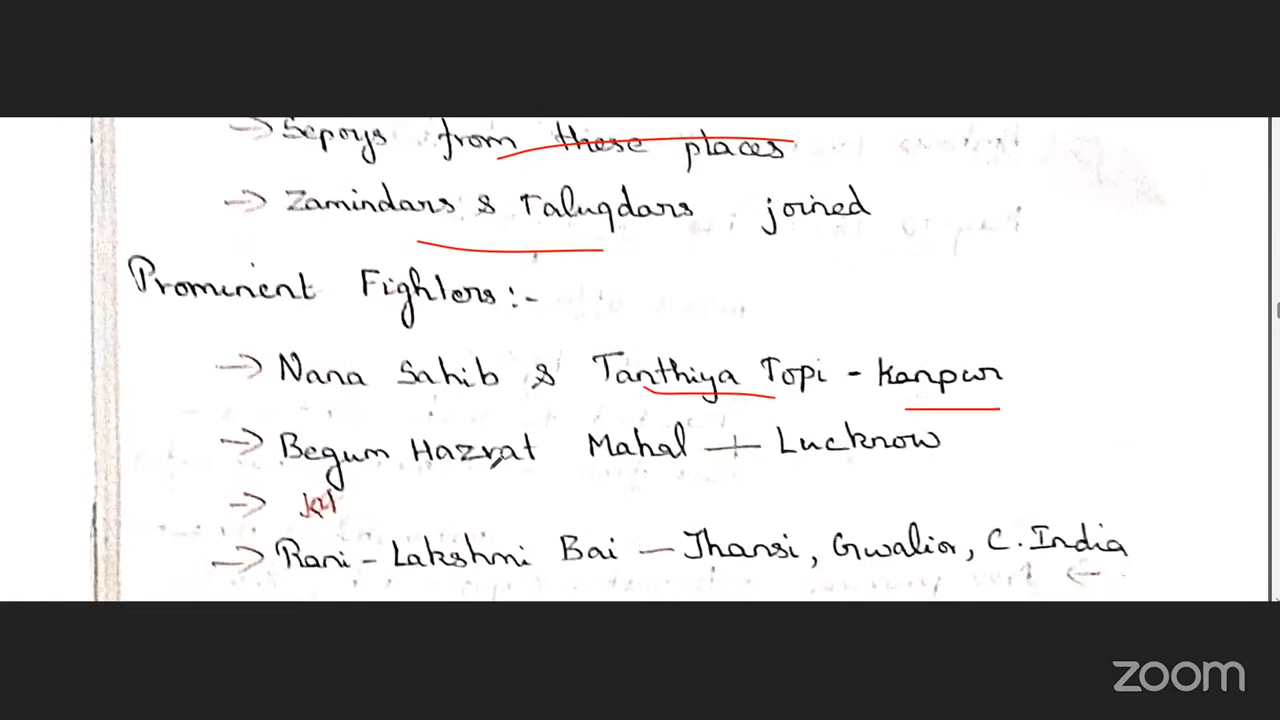 → Sepoys from these places
→ Zamindars & Taluqdars joined
Prominent Fighters:-
→ Nana Sahib & Tanthiya Topi - Kanpur
→ Begum Hazrat Mahal — Lucknow
→
→ Rani - Lakshmi Bai — Jhansi, Gwalior, C. India
zoom